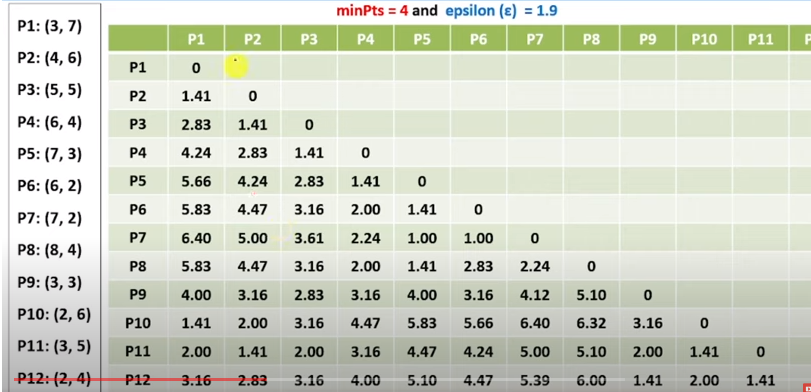 minPts = 4 and epsilon (ε) = 1.9
P1: (3, 7)
P2: (4, 6)
P3: (5, 5)
P4: (6, 4)
P5: (7, 3)
P6: (6, 2)
P7: (7, 2)
P8: (8, 4)
P9: (3, 3)
P10: (2, 6)
P11: (3, 5)
P12: (2, 4)
P1 P2 P3 P4 P5 P6 P7 P8 P9 P10 P11
P1 0
P2 1.41 0
P3 2.83 1.41 0
P4 4.24 2.83 1.41 0
P5 5.66 4.24 2.83 1.41 0
P6 5.83 4.47 3.16 2.00 1.41 0
P7 6.40 5.00 3.61 2.24 1.00 1.00 0
P8 5.83 4.47 3.16 2.00 1.41 2.83 2.24 0
P9 4.00 3.16 2.83 3.16 4.00 3.16 4.12 5.10 0
P10 1.41 2.00 3.16 4.47 5.83 5.66 6.40 6.32 3.16 0
P11 2.00 1.41 2.00 3.16 4.47 4.24 5.00 5.10 2.00 1.41 0
P12 3.16 2.83 3.16 4.00 5.10 4.47 5.39 6.00 1.41 2.00 1.41